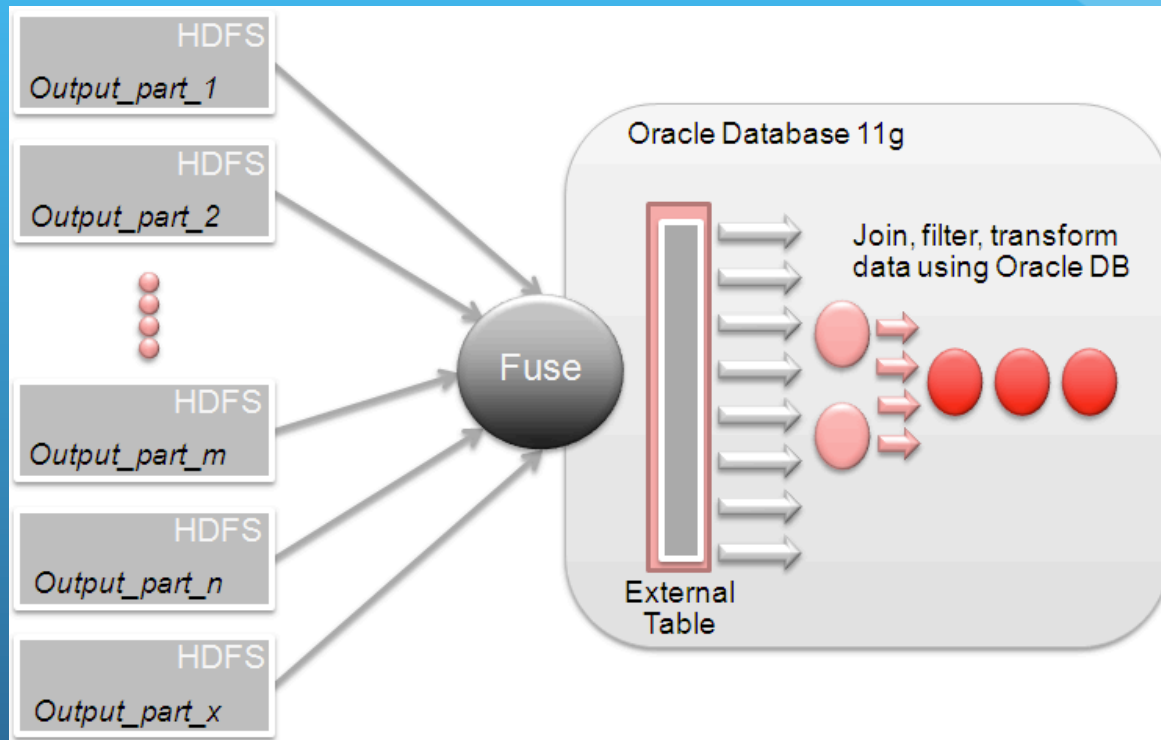 HDFS
Output_part_1
HDFS
Output_part_2
HDFS
Output_part_m
HDFS
Output_part_n
HDFS
Output_part_x
Fuse
Oracle Database 11g
External
Table
Join, filter, transform
data using Oracle DB